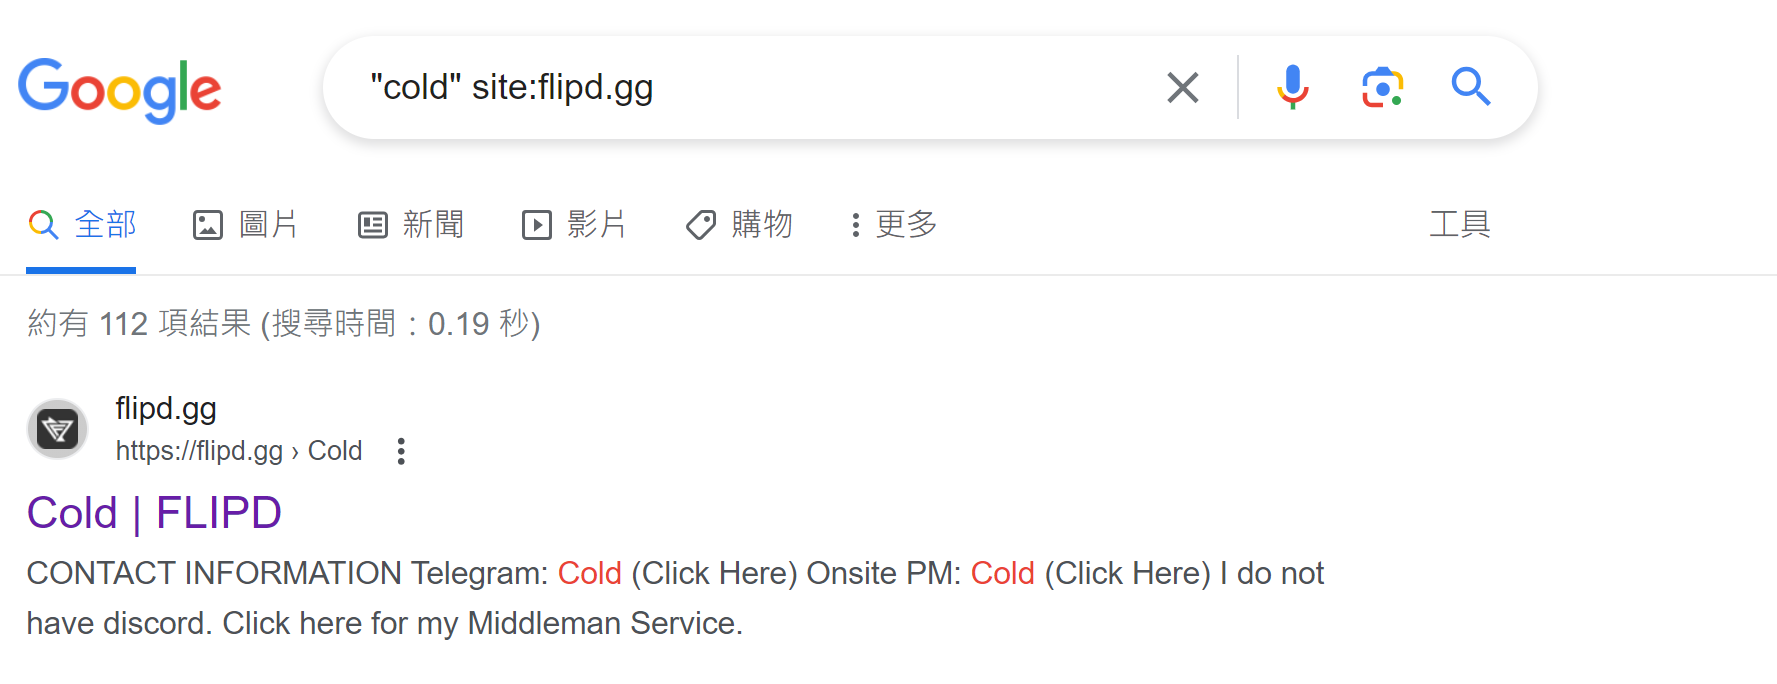 Google
"cold" site:flipd.gg
全部 圖片 新聞 影片 購物 更多 工具
約有 112 項結果 (搜尋時間：0.19 秒)
flipd.gg
https://flipd.gg › Cold
Cold | FLIPD
CONTACT INFORMATION Telegram: Cold (Click Here) Onsite PM: Cold (Click Here) I do not
have discord. Click here for my Middleman Service.